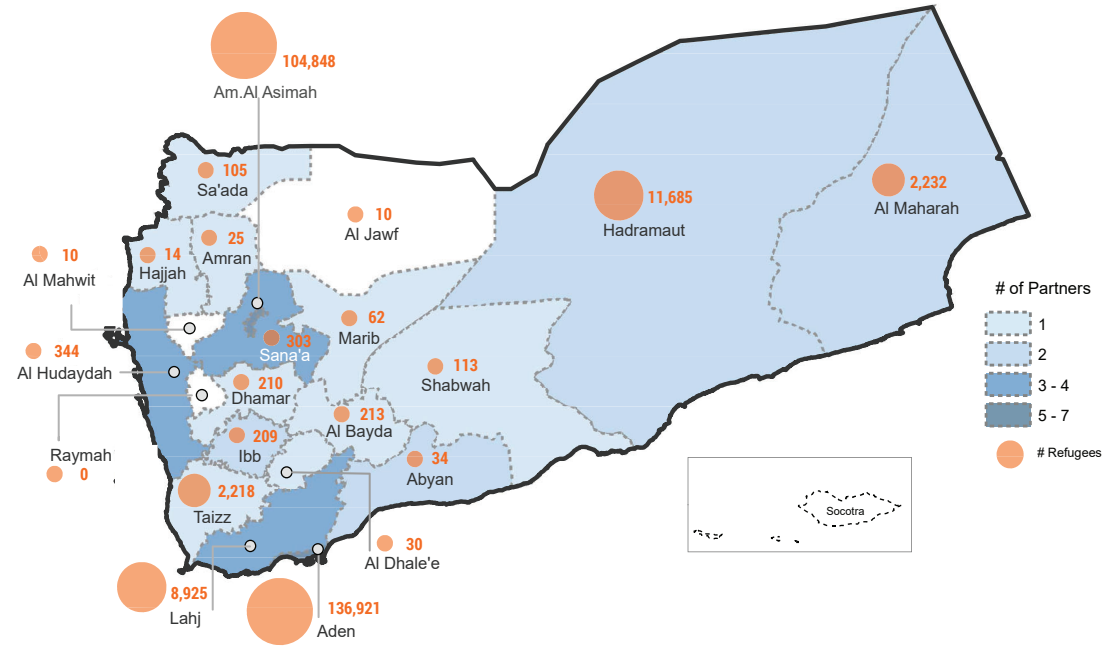 104,848
Am.Al Asimah
105
Sa'ada
10
Al Jawf
11,685
Hadramaut
2,232
Al Maharah
25
Amran
14
Hajjah
10
Al Mahwit
62
Marib
303
Sana'a
344
Al Hudaydah
113
Shabwah
210
Dhamar
213
Al Bayda
209
Ibb
34
Abyan
Raymah
0
2,218
Taizz
30
Al Dhale'e
8,925
Lahj
136,921
Aden
# of Partners
1
2
3 - 4
5 - 7
# Refugees
Socotra